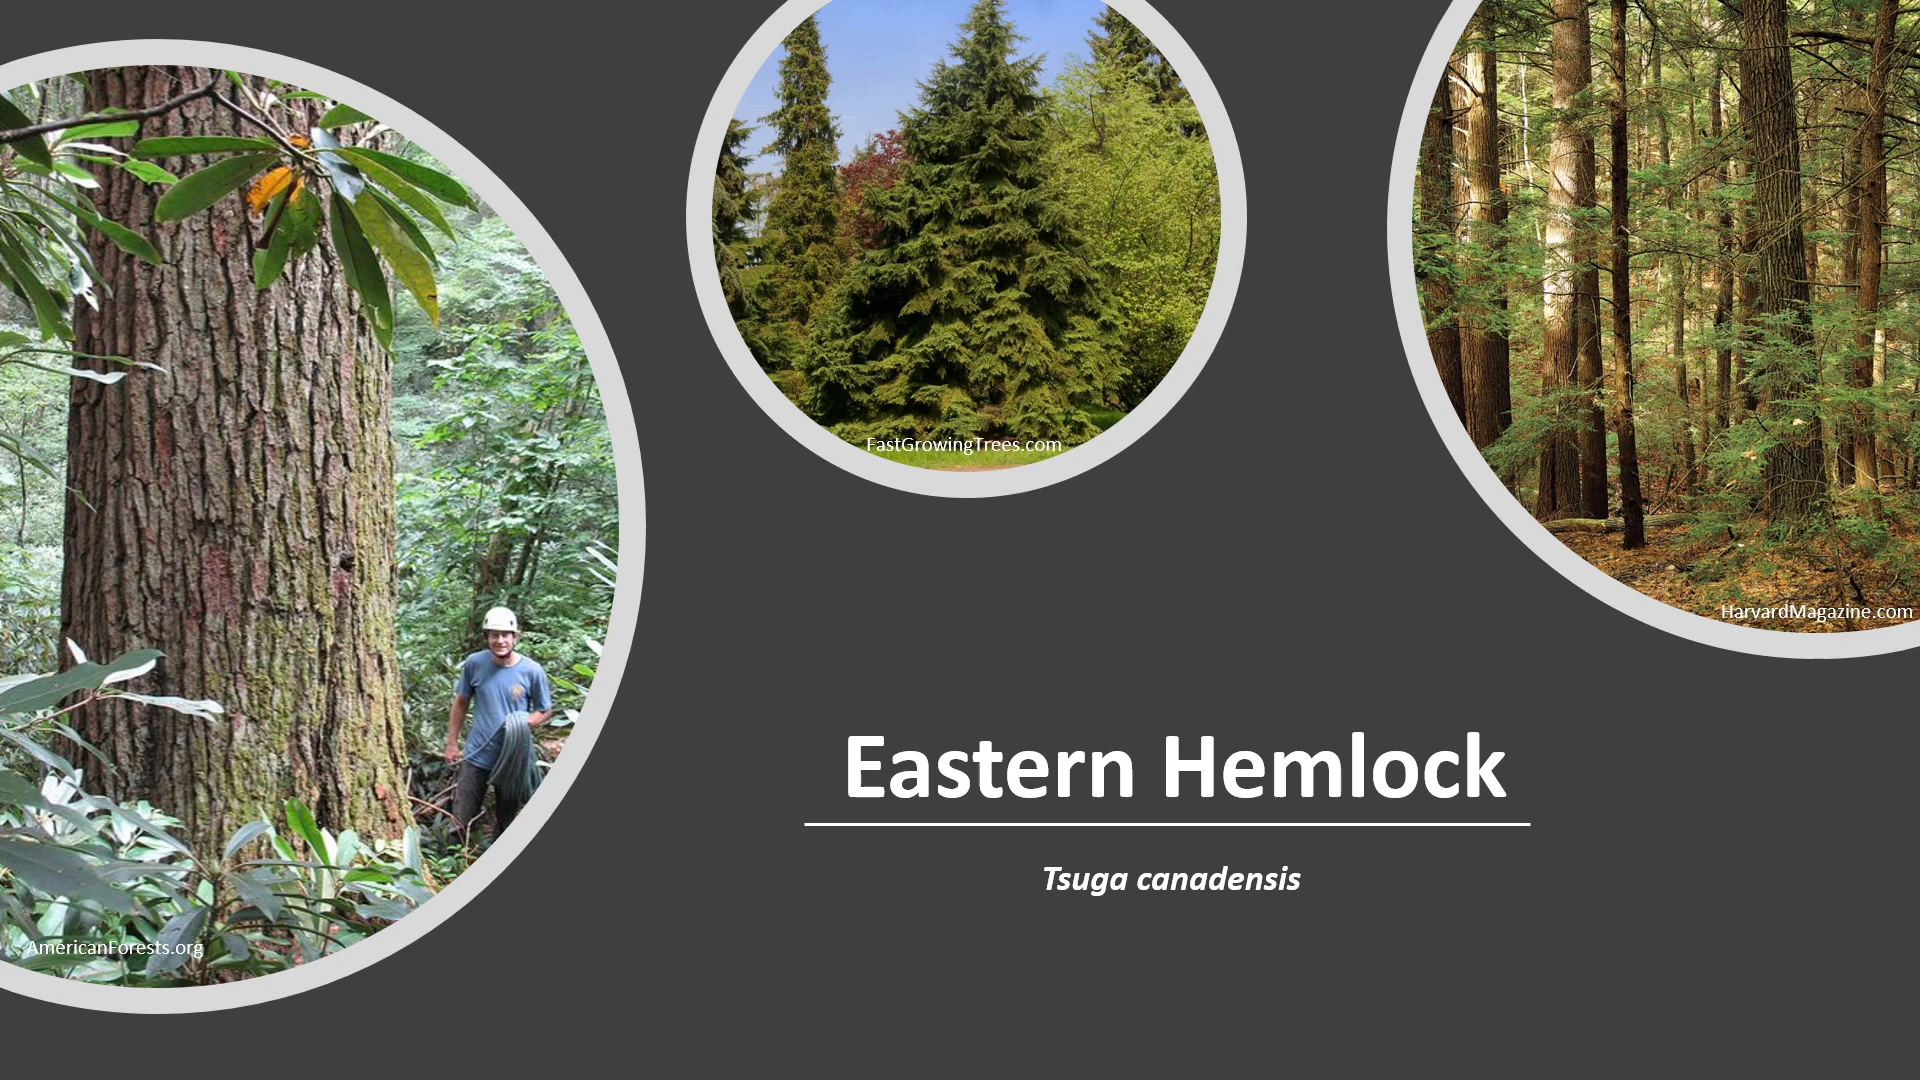 FastGrowingTrees.com
HarvardMagazine.com
Eastern Hemlock
Tsuga canadensis
AmericanForests.org